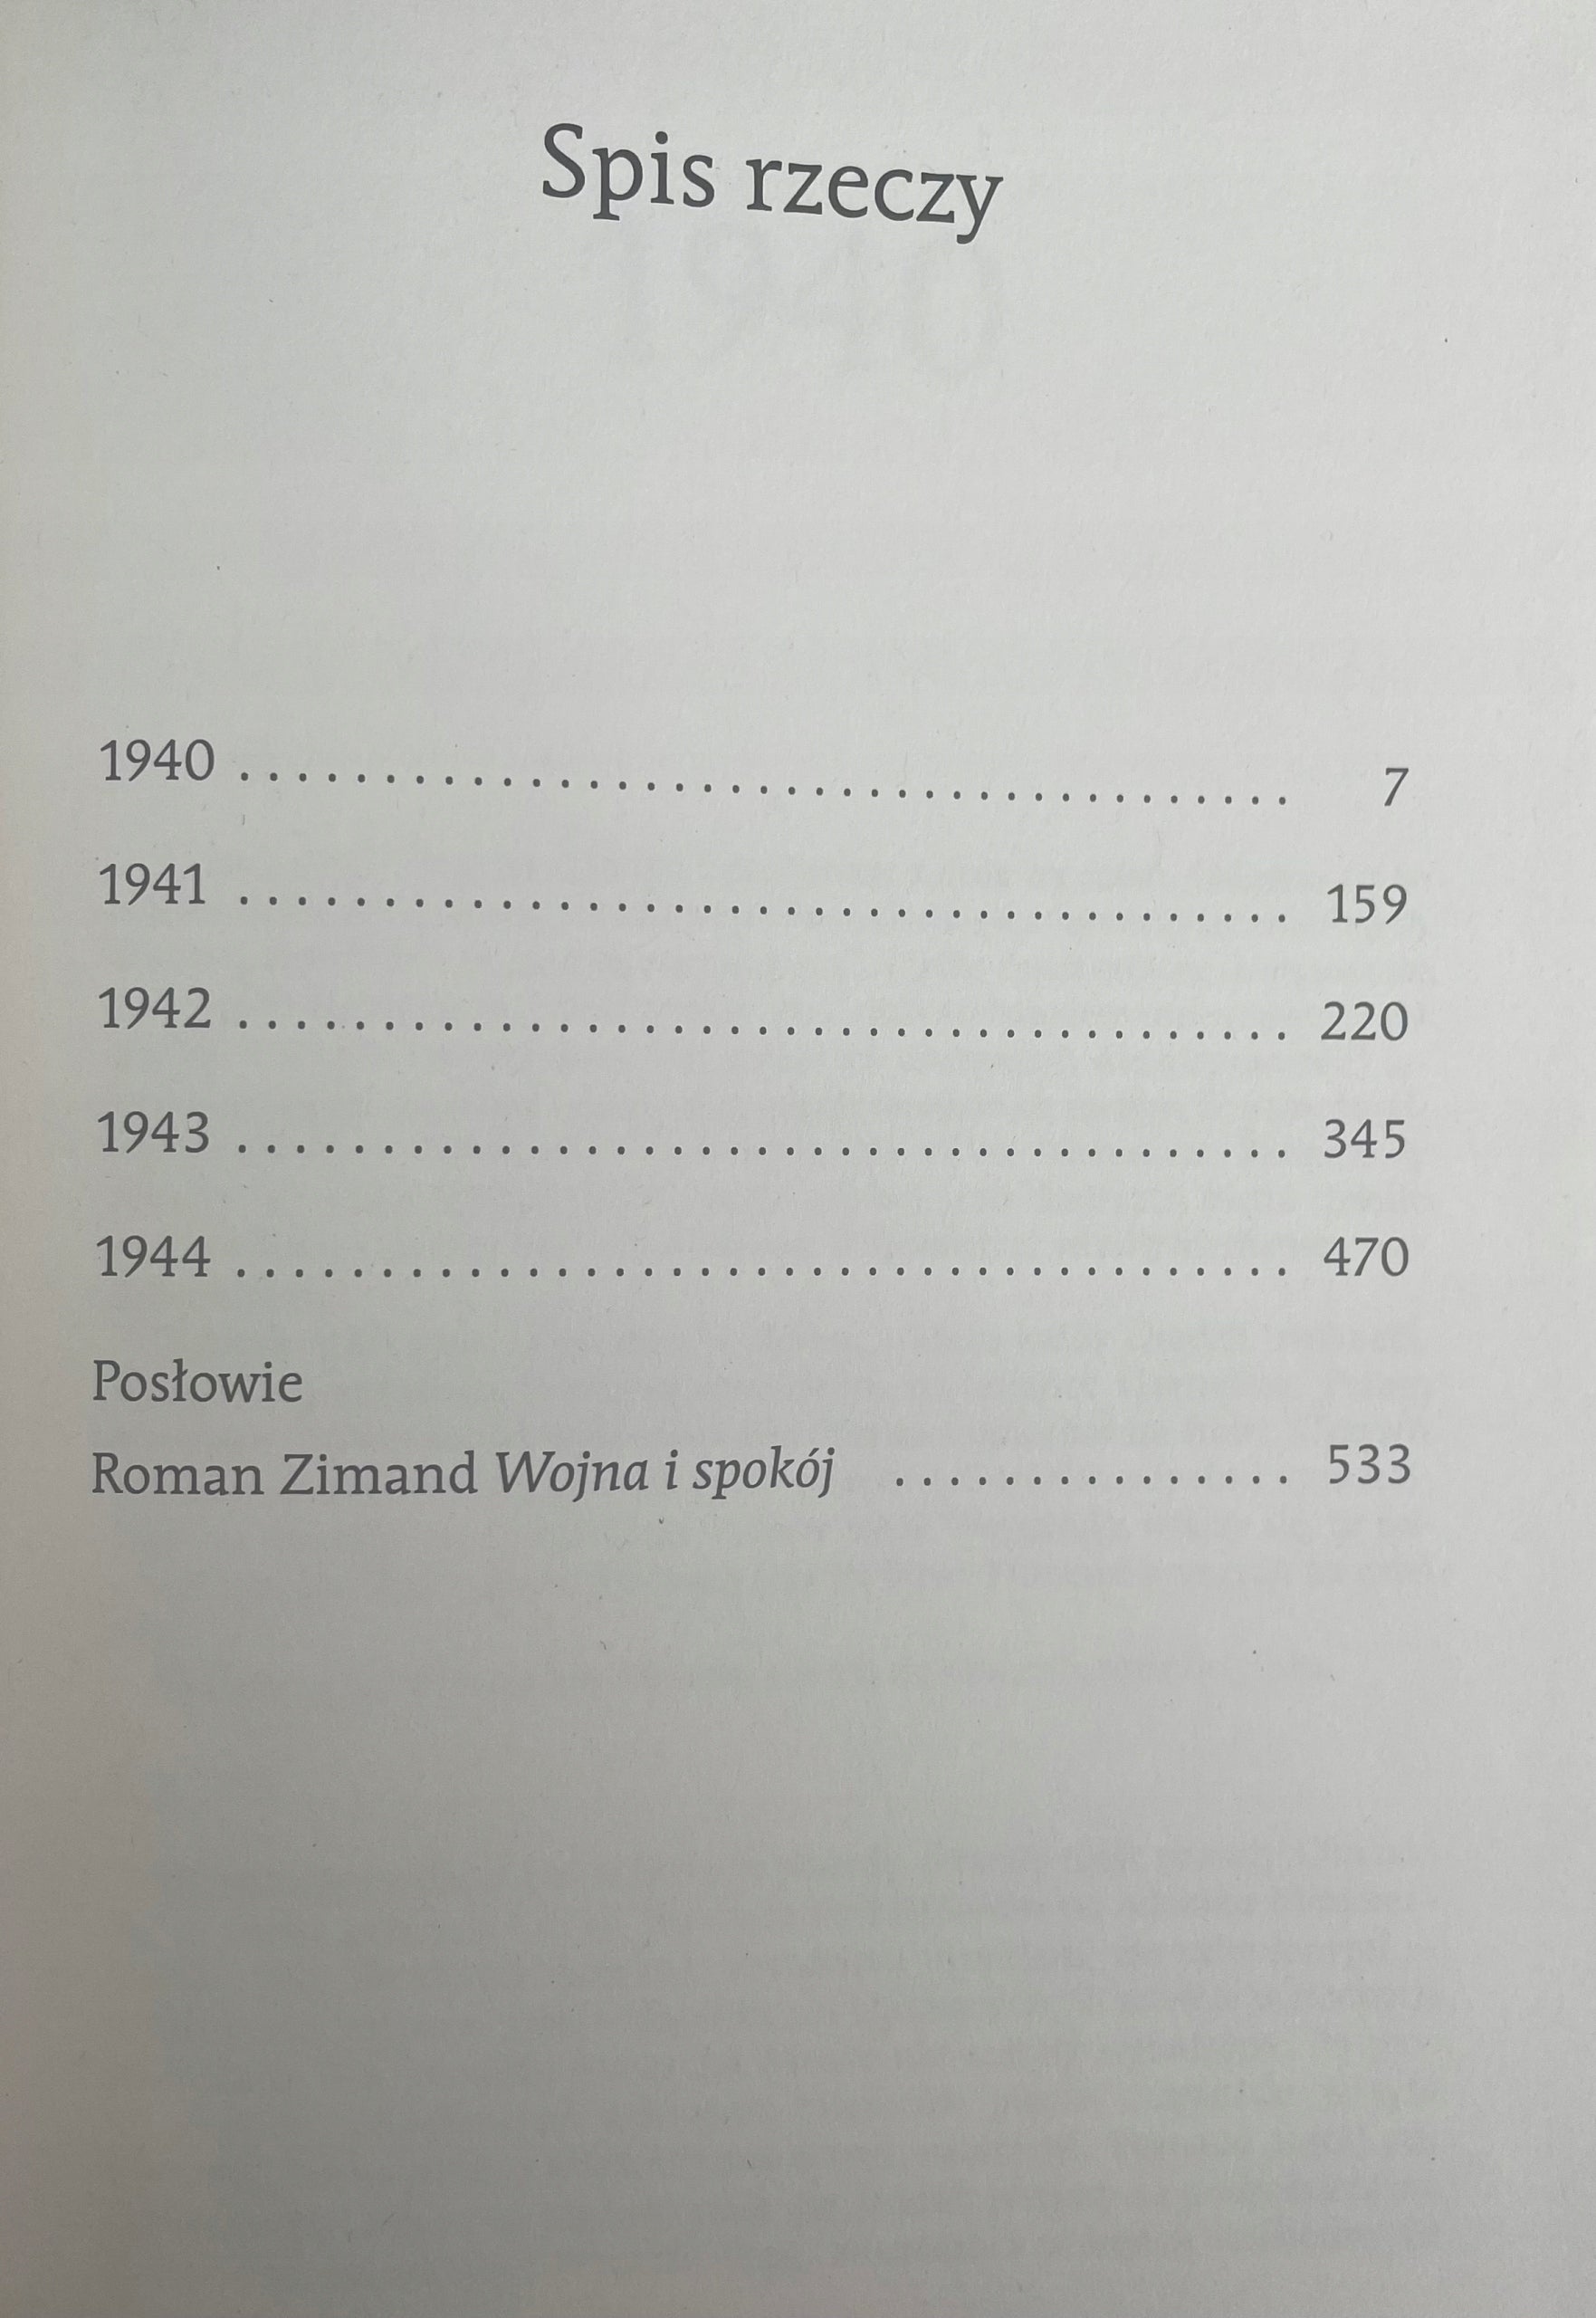 Spis rzeczy
1940 . . . . . . . . . . . . . . . . . . . . . . . . . . . . . . . . . . . . . 7
1941 . . . . . . . . . . . . . . . . . . . . . . . . . . . . . . . . . . . . . 159
1942 . . . . . . . . . . . . . . . . . . . . . . . . . . . . . . . . . . . . . 220
1943 . . . . . . . . . . . . . . . . . . . . . . . . . . . . . . . . . . . . . 345
1944 . . . . . . . . . . . . . . . . . . . . . . . . . . . . . . . . . . . . . 470
Posłowie
Roman Zimand Wojna i spokój . . . . . . . . . . . . . . . 533